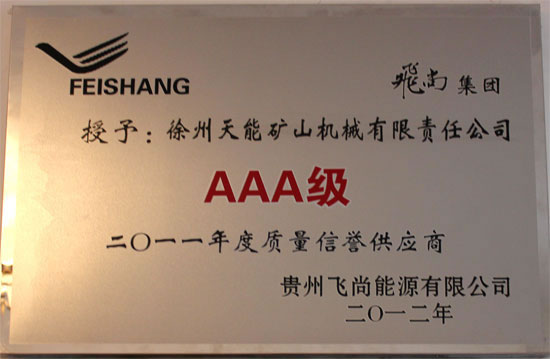 FEISHANG
飛尚集团
授予：徐州天能矿山机械有限责任公司
AAA级
二〇一一年度质量信誉供应商
贵州飞尚能源有限公司
二〇一二年